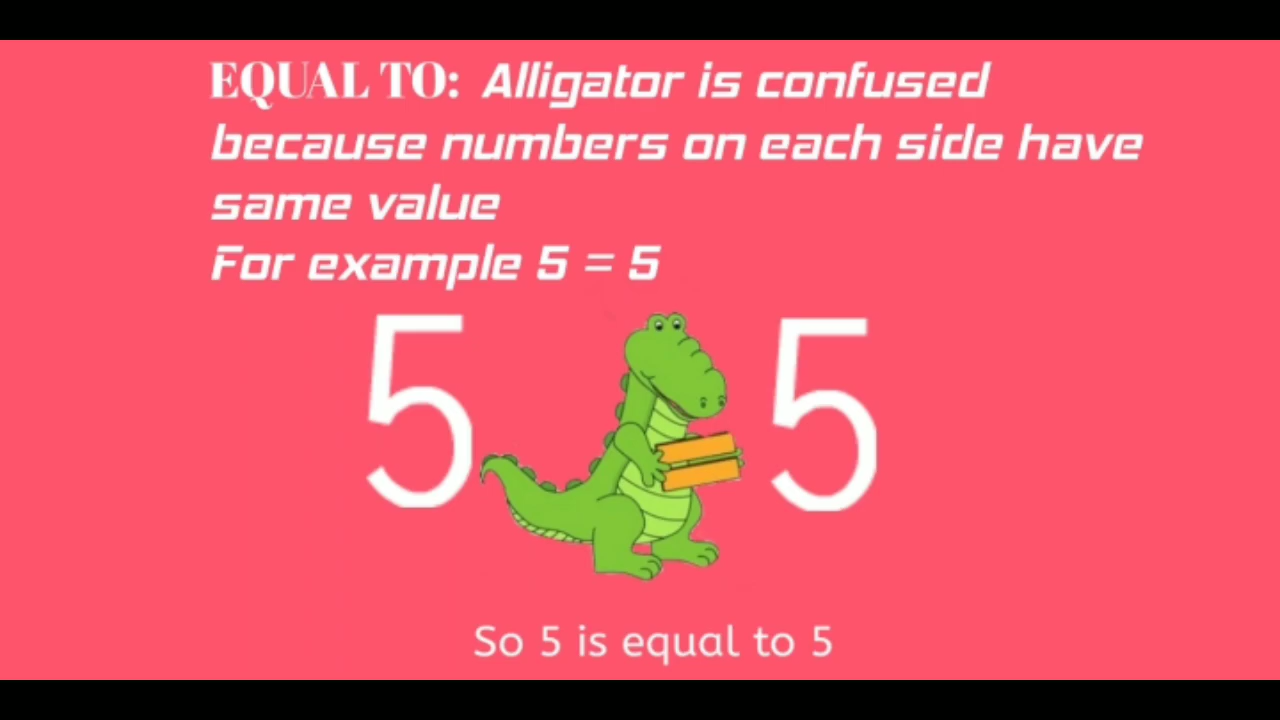 EQUAL TO: Alligator is confused
because numbers on each side have
same value
For example 5 = 5
5 5
So 5 is equal to 5